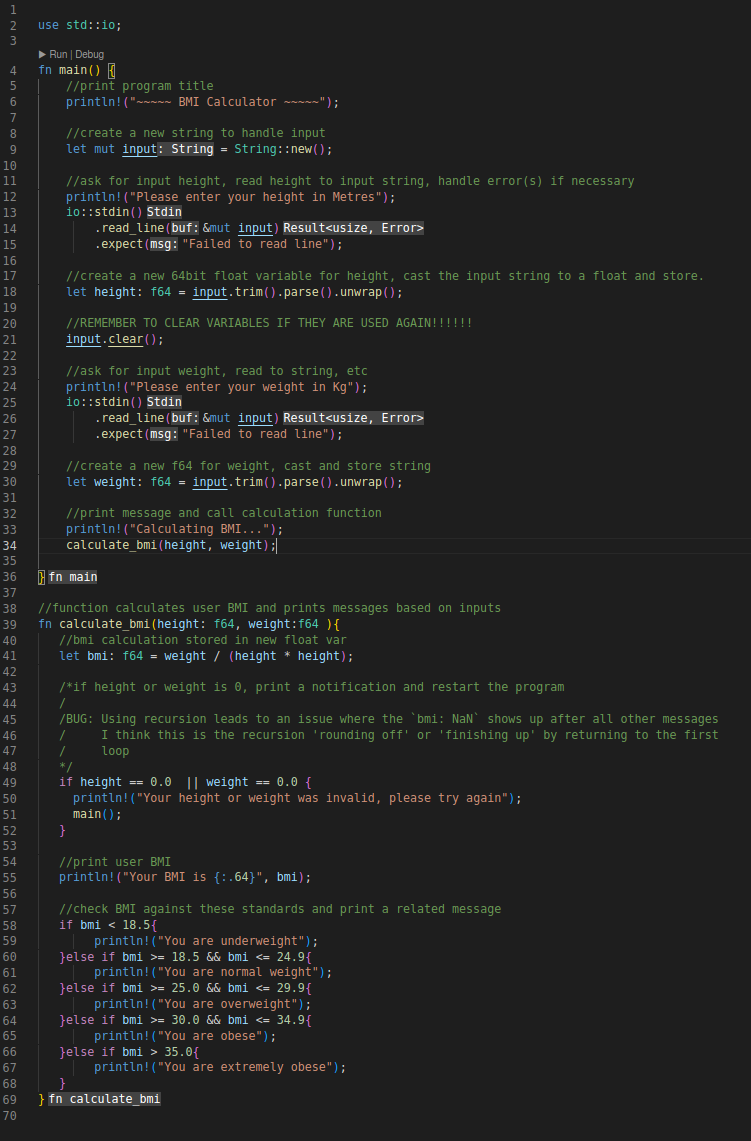 1
2 use std::io;
3
▶ Run | Debug
4 fn main() {
5     //print program title
6     println!("~~~~~ BMI Calculator ~~~~~");
7
8     //create a new string to handle input
9     let mut input: String = String::new();
10
11     //ask for input height, read height to input string, handle error(s) if necessary
12     println!("Please enter your height in Metres");
13     io::stdin() Stdin
14         .read_line(buf: &mut input) Result<usize, Error>
15         .expect(msg: "Failed to read line");
16
17     //create a new 64bit float variable for height, cast the input string to a float and store.
18     let height: f64 = input.trim().parse().unwrap();
19
20     //REMEMBER TO CLEAR VARIABLES IF THEY ARE USED AGAIN!!!!!!
21     input.clear();
22
23     //ask for input weight, read to string, etc
24     println!("Please enter your weight in Kg");
25     io::stdin() Stdin
26         .read_line(buf: &mut input) Result<usize, Error>
27         .expect(msg: "Failed to read line");
28
29     //create a new f64 for weight, cast and store string
30     let weight: f64 = input.trim().parse().unwrap();
31
32     //print message and call calculation function
33     println!("Calculating BMI...");
34     calculate_bmi(height, weight);
35
36 } fn main
37
38 //function calculates user BMI and prints messages based on inputs
39 fn calculate_bmi(height: f64, weight:f64 ){
40    //bmi calculation stored in new float var
41    let bmi: f64 = weight / (height * height);
42
43    /*if height or weight is 0, print a notification and restart the program
44    /
45    /BUG: Using recursion leads to an issue where the `bmi: NaN` shows up after all other messages
46    /     I think this is the recursion 'rounding off' or 'finishing up' by returning to the first
47    /     loop
48    */
49    if height == 0.0  || weight == 0.0 {
50      println!("Your height or weight was invalid, please try again");
51      main();
52    }
53
54    //print user BMI
55    println!("Your BMI is {:.64}", bmi);
56
57    //check BMI against these standards and print a related message
58    if bmi < 18.5{
59         println!("You are underweight");
60    }else if bmi >= 18.5 && bmi <= 24.9{
61         println!("You are normal weight");
62    }else if bmi >= 25.0 && bmi <= 29.9{
63         println!("You are overweight");
64    }else if bmi >= 30.0 && bmi <= 34.9{
65         println!("You are obese");
66    }else if bmi > 35.0{
67         println!("You are extremely obese");
68    }
69 } fn calculate_bmi
70